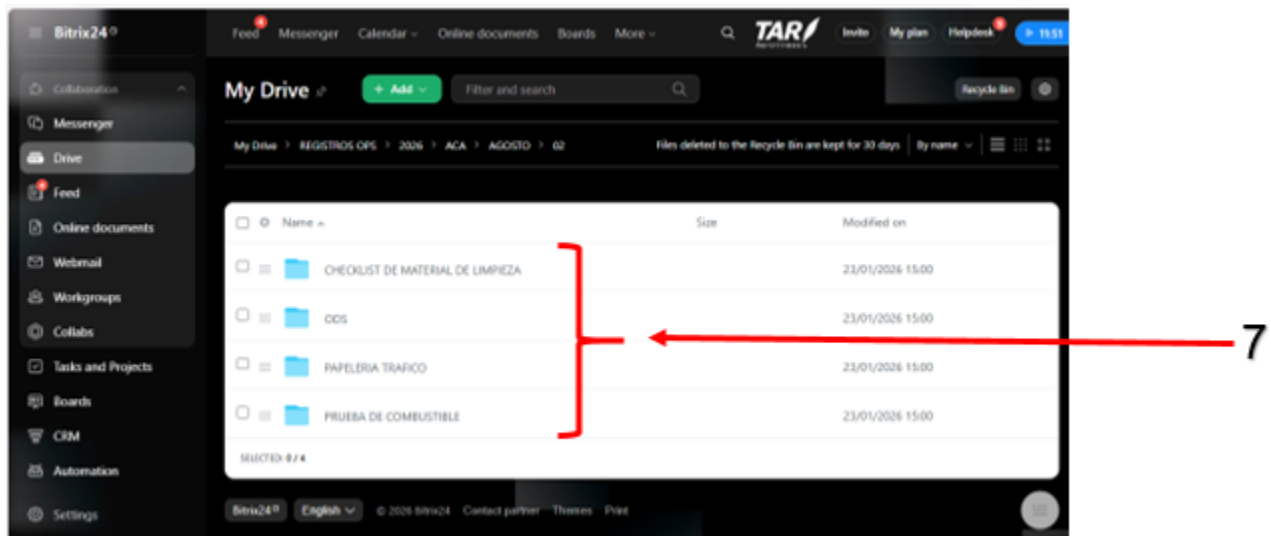 Bitrix24
Feed 4 Messenger Calendar Online documents Boards More TAR Invite My plan Helpdesk 11:51
Collaboration
My Drive + Add Filter and search Recycle Bin
Messenger
Drive
My Drive > REGISTROS OPS > 2026 > ACA > AGOSTO > 02 Files deleted to the Recycle Bin are kept for 30 days By name
Feed
Online documents
Webmail
Workgroups
Collabs
Tasks and Projects
Boards
CRM
Automation
Settings
Name Size Modified on
CHECKLIST DE MATERIAL DE LIMPIEZA 23/01/2026 15:00
ODS 23/01/2026 15:00
PAPELERIA TRAFICO 23/01/2026 15:00
PRUEBA DE COMBUSTIBLE 23/01/2026 15:00
SELECTED: 0 / 4
Bitrix24 English © 2026 Bitrix24 Contact partner Themes Print
7